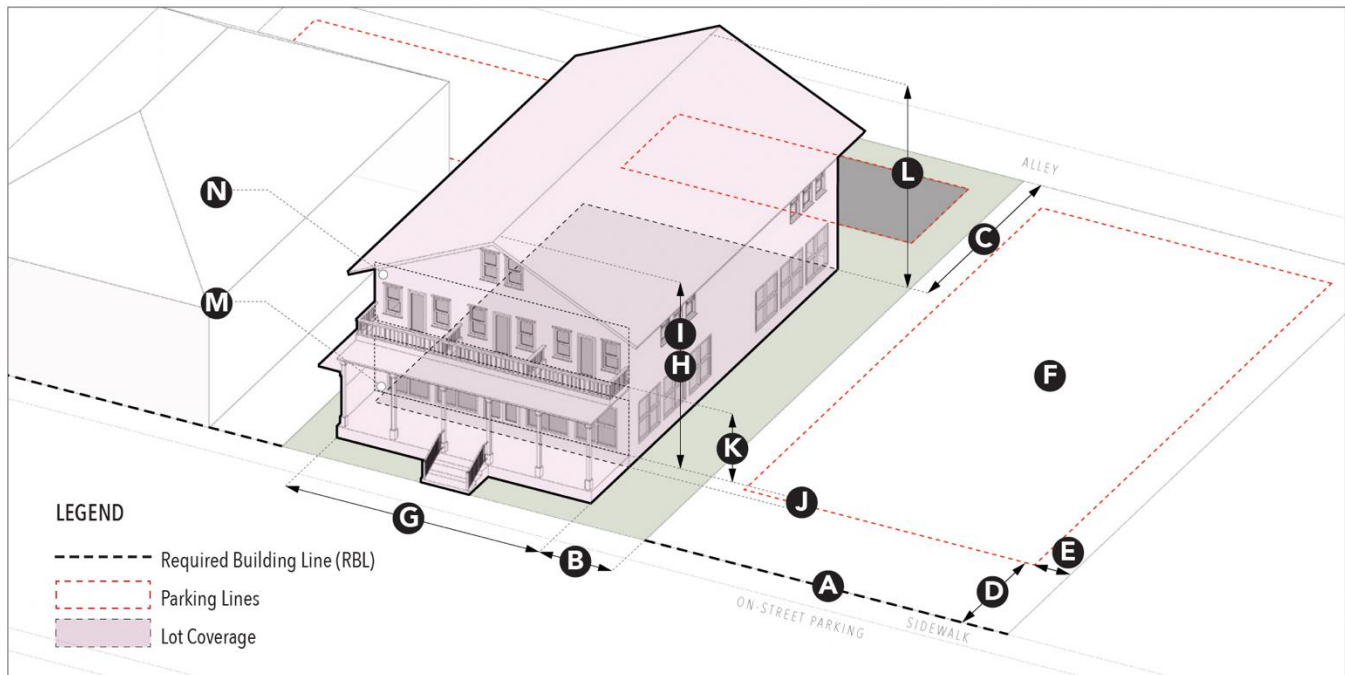 ALLEY
N
L
C
M
I
H
F
K
J
G
B
A
E
D
ON-STREET PARKING
SIDEWALK
LEGEND
Required Building Line (RBL)
Parking Lines
Lot Coverage